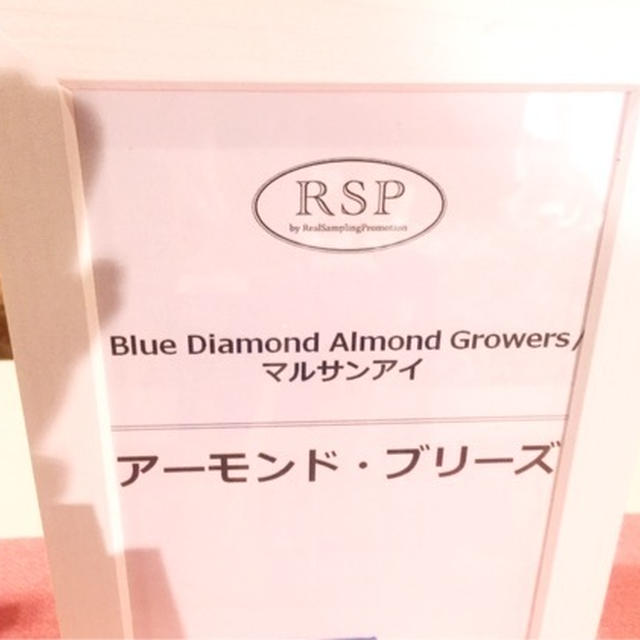 RSP
by RealSamplingPromotion
Blue Diamond Almond Growers/
マルサンアイ
アーモンド・ブリーズ